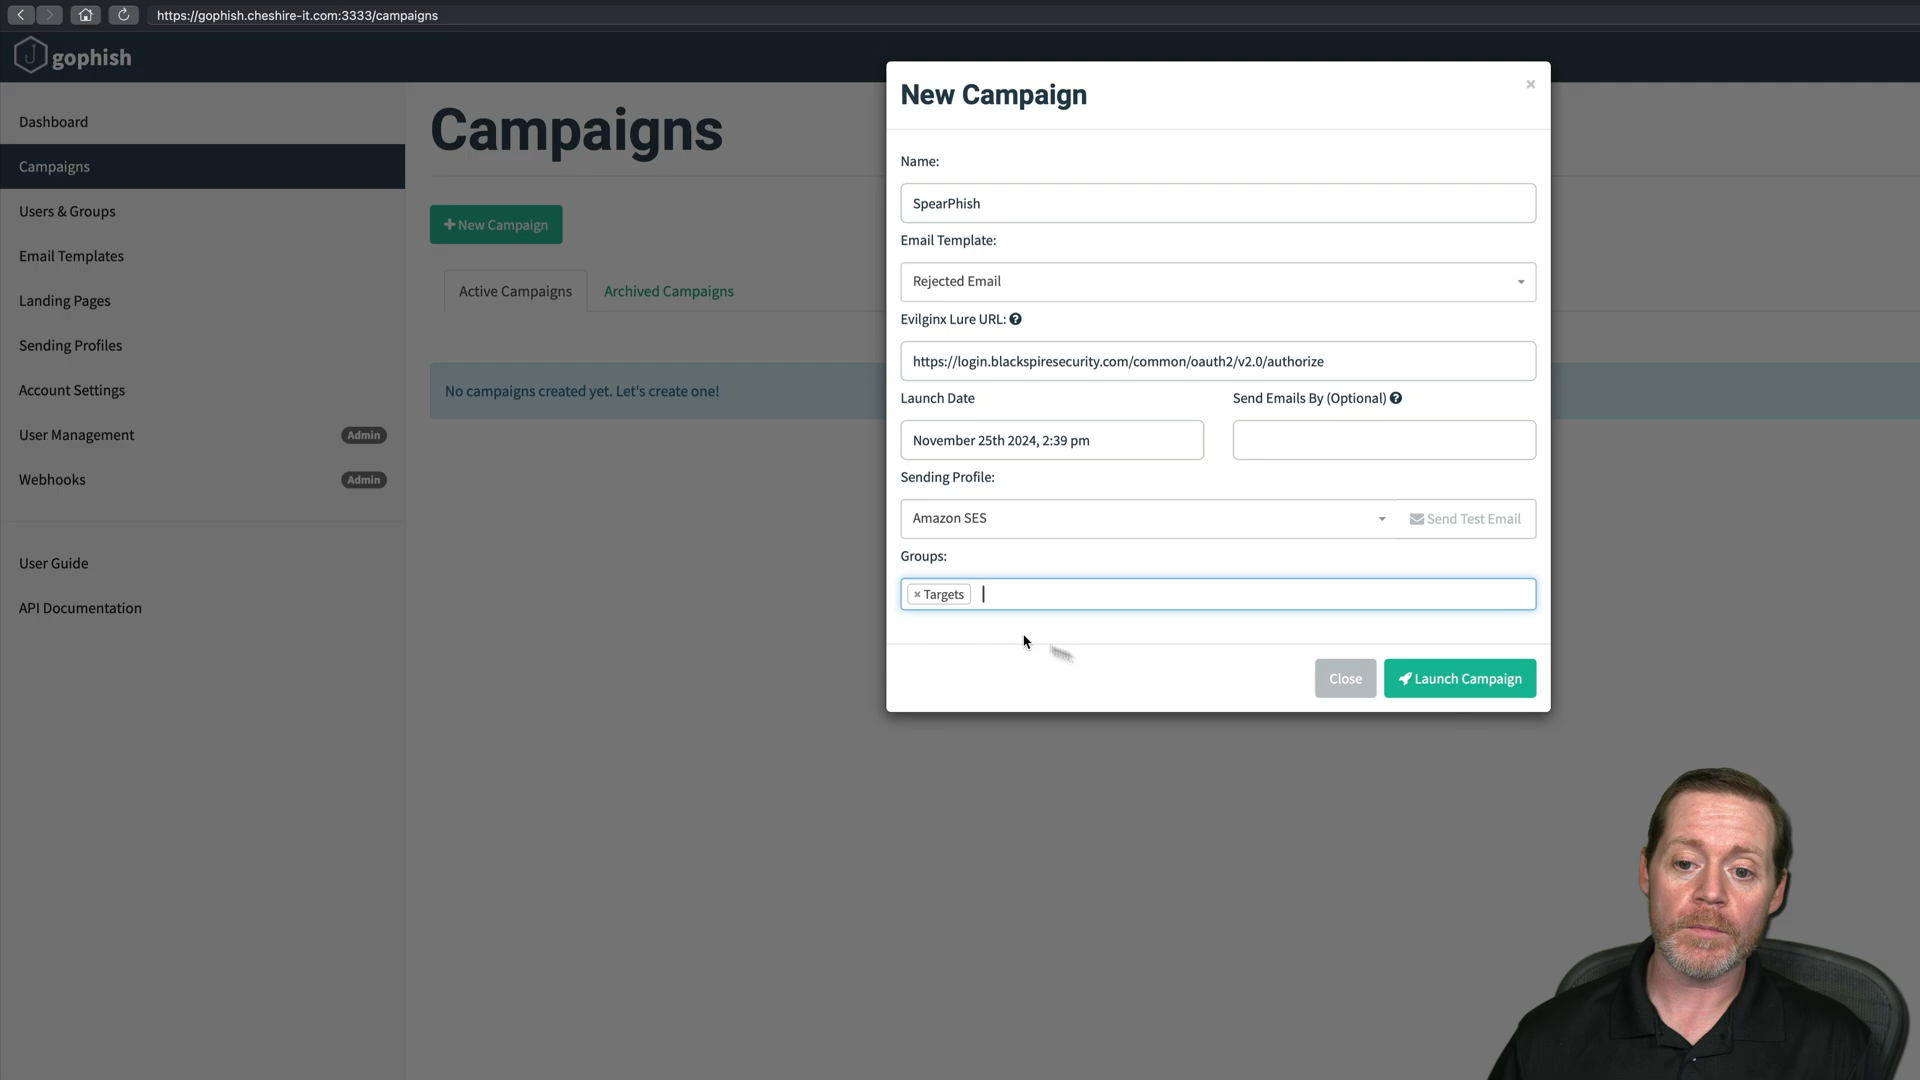 https://gophish.cheshire-it.com:3333/campaigns
gophish
Dashboard
Campaigns
Users & Groups
Email Templates
Landing Pages
Sending Profiles
Account Settings
User Management Admin
Webhooks Admin
User Guide
API Documentation
Campaigns
New Campaign
Active Campaigns
Archived Campaigns
No campaigns created yet. Let's create one!
New Campaign
×
Name:
SpearPhish
Email Template:
Rejected Email
Evilginx Lure URL:
https://login.blackspiresecurity.com/common/oauth2/v2.0/authorize
Launch Date
Send Emails By (Optional)
November 25th 2024, 2:39 pm
Sending Profile:
Amazon SES
Send Test Email
Groups:
× Targets
Close
Launch Campaign